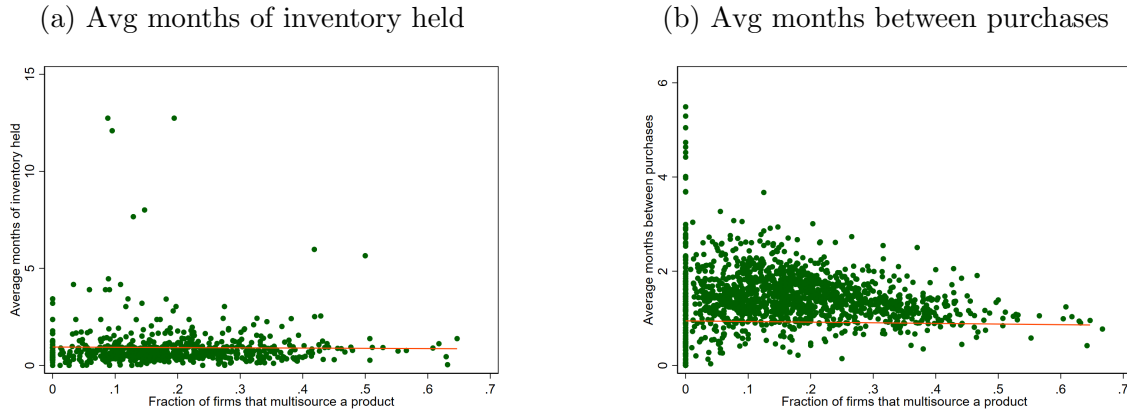 (a) Avg months of inventory held
Average months of inventory held
15
10
5
0
0 .1 .2 .3 .4 .5 .6 .7
Fraction of firms that multisource a product
(b) Avg months between purchases
Average months between purchases
6
4
2
0
0 .1 .2 .3 .4 .5 .6 .7
Fraction of firms that multisource a product